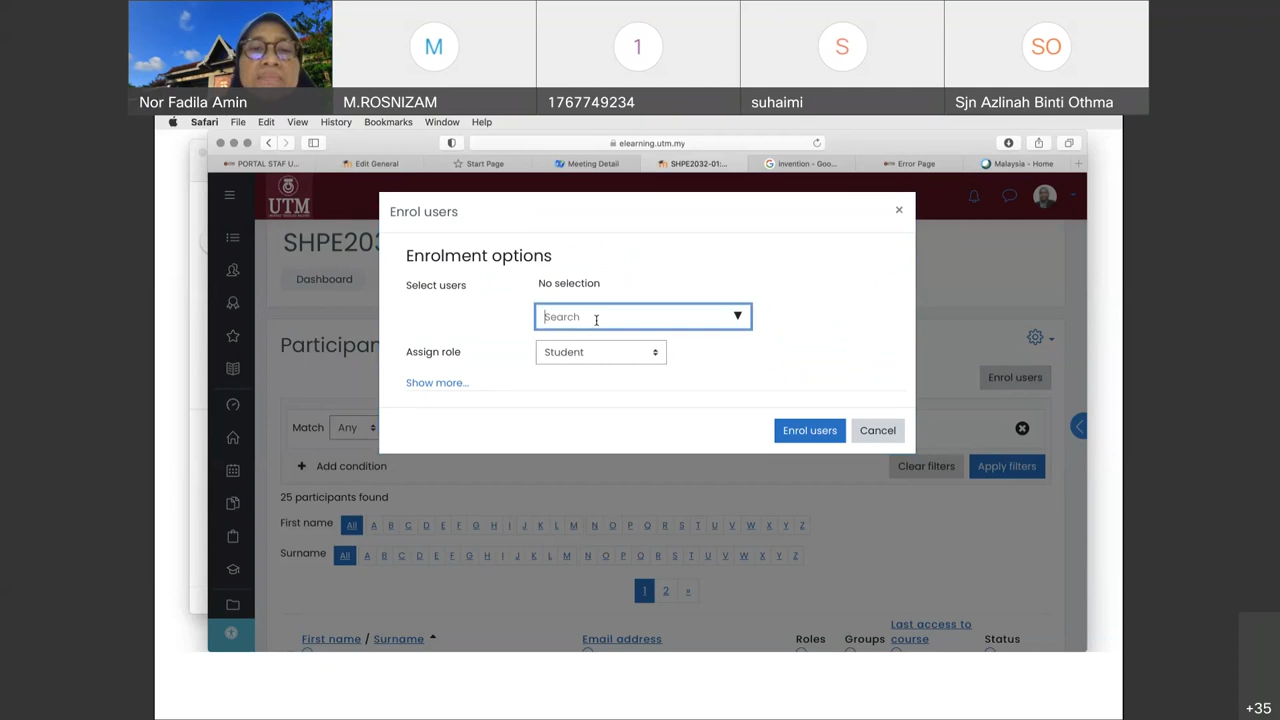 M
1
S
SO
Nor Fadila Amin
M.ROSNIZAM
1767749234
suhaimi
Sjn Azlinah Binti Othma
Safari File Edit View History Bookmarks Window Help
elearning.utm.my
PORTAL STAF U...
Edit General
Start Page
Meeting Detail
SHPE2032-01:...
invention - Goo...
Error Page
Malaysia - Home
UTM
Enrol users
×
SHPE203
Enrolment options
Dashboard
Select users
No selection
Search
Participan
Assign role
Student
Show more...
Enrol users
Match
Any
Enrol users
Cancel
Add condition
Clear filters
Apply filters
25 participants found
First name
All A B C D E F G H I J K L M N O P Q R S T U V W X Y Z
Surname
All A B C D E F G H I J K L M N O P Q R S T U V W X Y Z
1 2 »
First name / Surname
Email address
Roles
Groups
Last access to
course
Status
+35